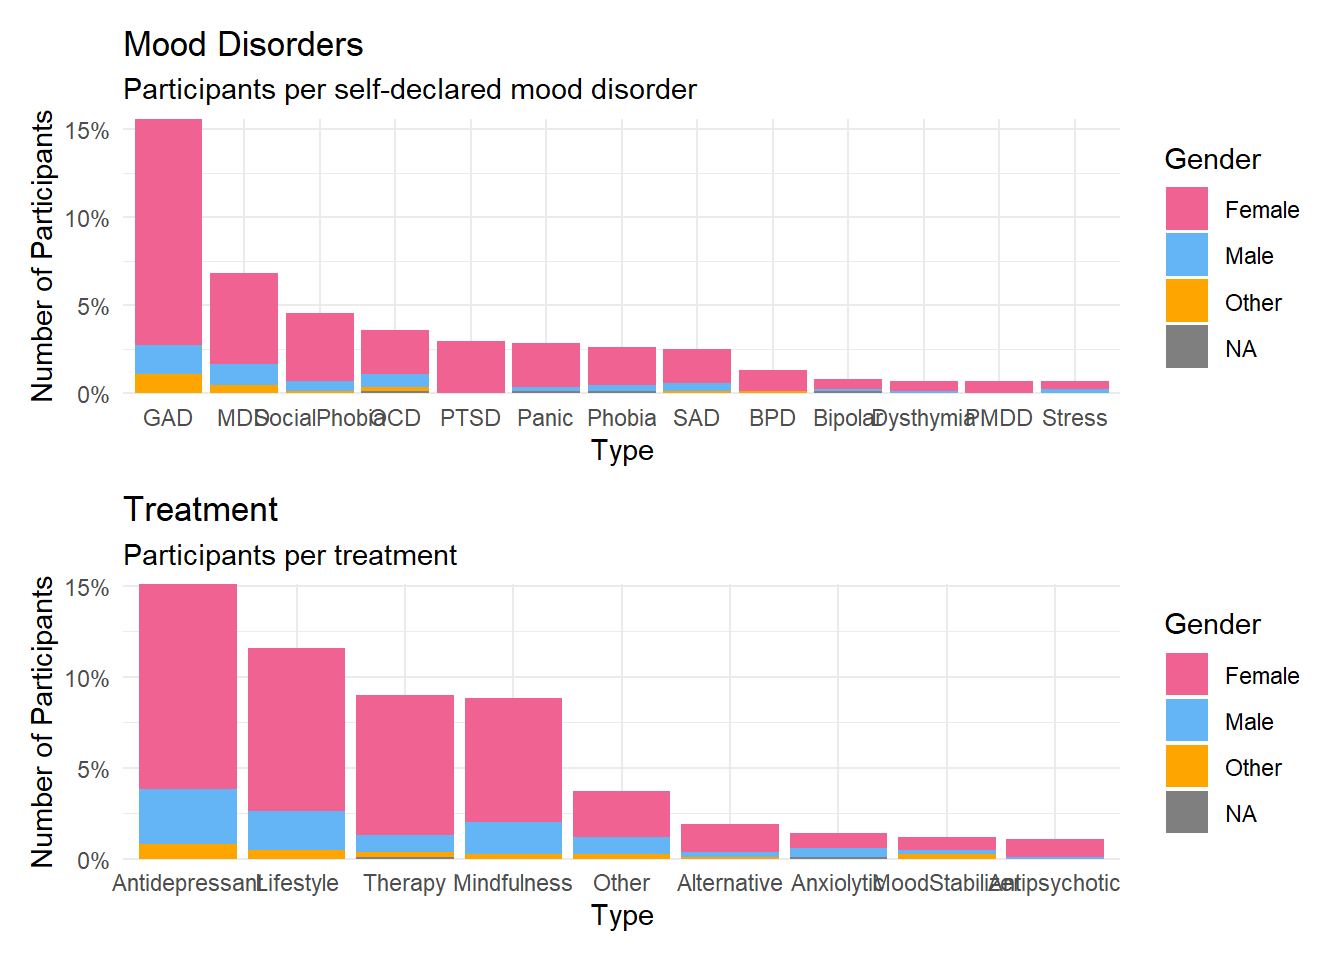 Mood Disorders
Participants per self-declared mood disorder
Number of Participants
15%
10%
5%
0%
GAD MDD SocialPhobia OCD PTSD Panic Phobia SAD BPD Bipolar Dysthymia PMDD Stress
Type
Gender
Female
Male
Other
NA
Treatment
Participants per treatment
Number of Participants
15%
10%
5%
0%
Antidepressant Lifestyle Therapy Mindfulness Other Alternative Anxiolytic MoodStabilizer Antipsychotic
Type
Gender
Female
Male
Other
NA